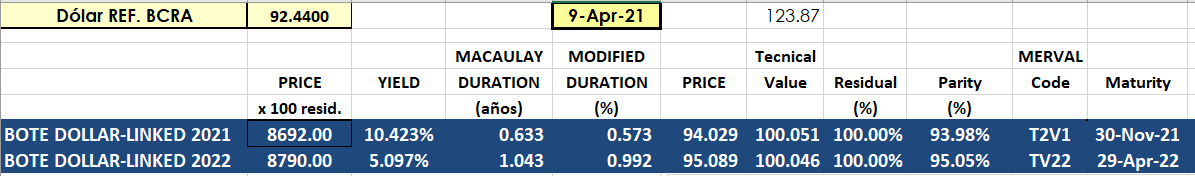 Dólar REF. BCRA 92.4400 9-Apr-21 123.87
MACAULAY MODIFIED Tecnical MERVAL
PRICE YIELD DURATION DURATION PRICE Value Residual Parity Code Maturity
x 100 resid. (años) (%) (%) (%)
BOTE DOLLAR-LINKED 2021 8692.00 10.423% 0.633 0.573 94.029 100.051 100.00% 93.98% T2V1 30-Nov-21
BOTE DOLLAR-LINKED 2022 8790.00 5.097% 1.043 0.992 95.089 100.046 100.00% 95.05% TV22 29-Apr-22